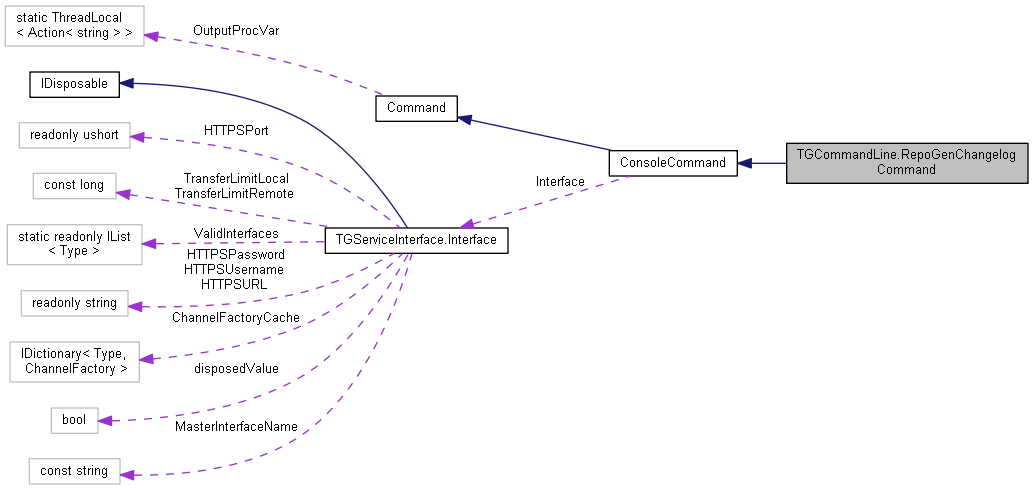 static ThreadLocal
< Action< string > >
OutputProcVar
IDisposable
Command
readonly ushort
HTTPSPort
TGCommandLine.RepoGenChangelog
Command
ConsoleCommand
const long
TransferLimitLocal
TransferLimitRemote
Interface
static readonly IList
< Type >
ValidInterfaces
TGServiceInterface.Interface
HTTPSPassword
HTTPSUsername
HTTPSURL
readonly string
ChannelFactoryCache
IDictionary< Type,
ChannelFactory >
disposedValue
bool
MasterInterfaceName
const string